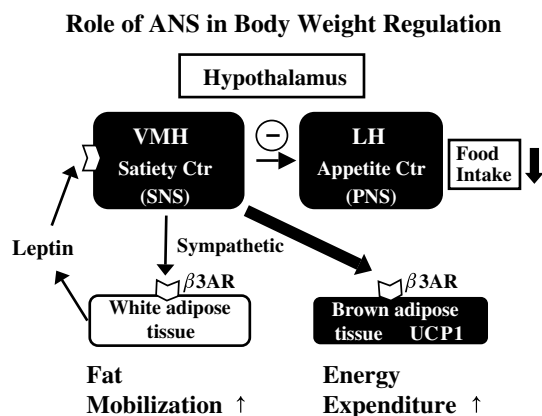 Role of ANS in Body Weight Regulation
Hypothalamus
VMH
Satiety Ctr
(SNS)
−
LH
Appetite Ctr
(PNS)
Food
Intake
Leptin
Sympathetic
β3AR
White adipose
tissue
β3AR
Brown adipose
tissue UCP1
Fat
Mobilization ↑
Energy
Expenditure ↑